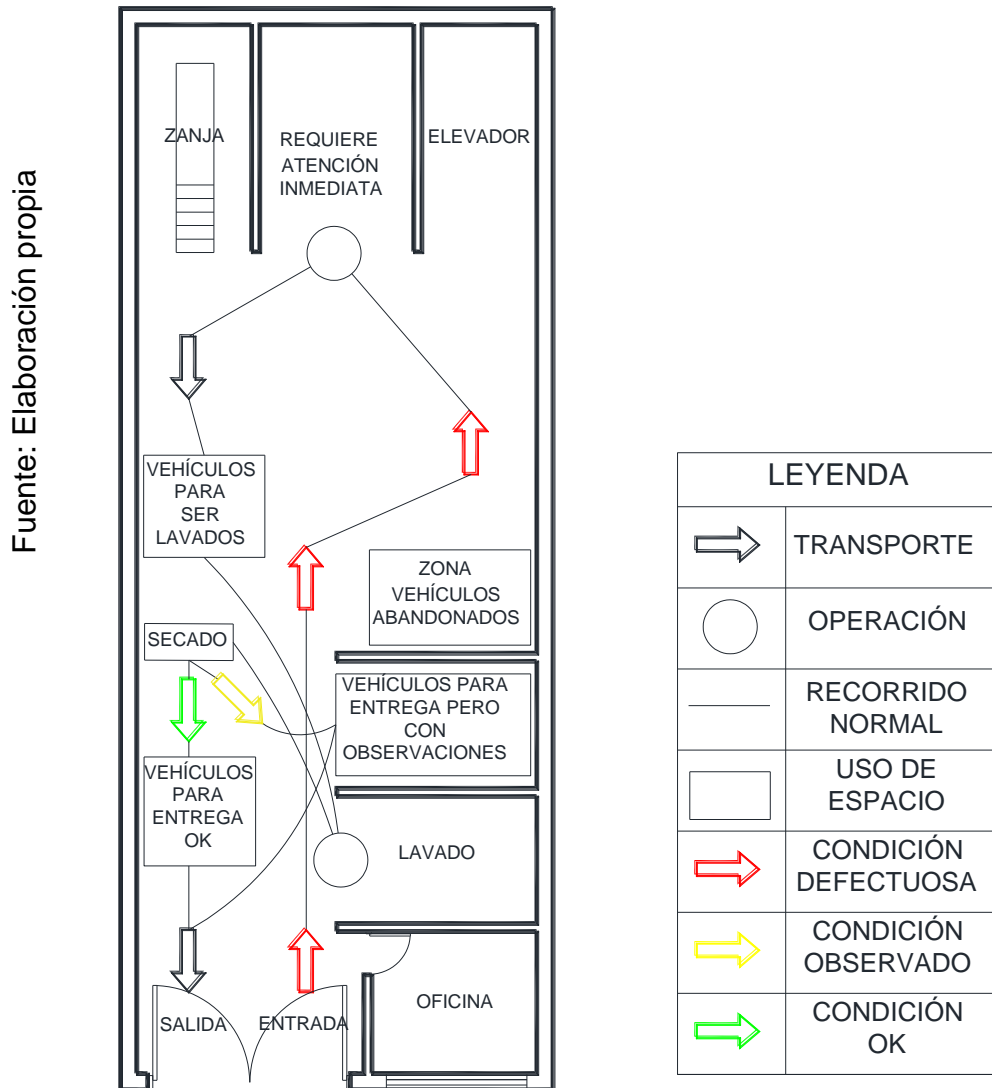 Fuente: Elaboración propia
ZANJA
REQUIERE
ATENCIÓN
INMEDIATA
ELEVADOR
VEHÍCULOS
PARA
SER
LAVADOS
ZONA
VEHÍCULOS
ABANDONADOS
SECADO
VEHÍCULOS PARA
ENTREGA PERO
CON
OBSERVACIONES
VEHÍCULOS
PARA
ENTREGA
OK
LAVADO
OFICINA
SALIDA
ENTRADA
LEYENDA
TRANSPORTE
OPERACIÓN
RECORRIDO
NORMAL
USO DE
ESPACIO
CONDICIÓN
DEFECTUOSA
CONDICIÓN
OBSERVADO
CONDICIÓN
OK